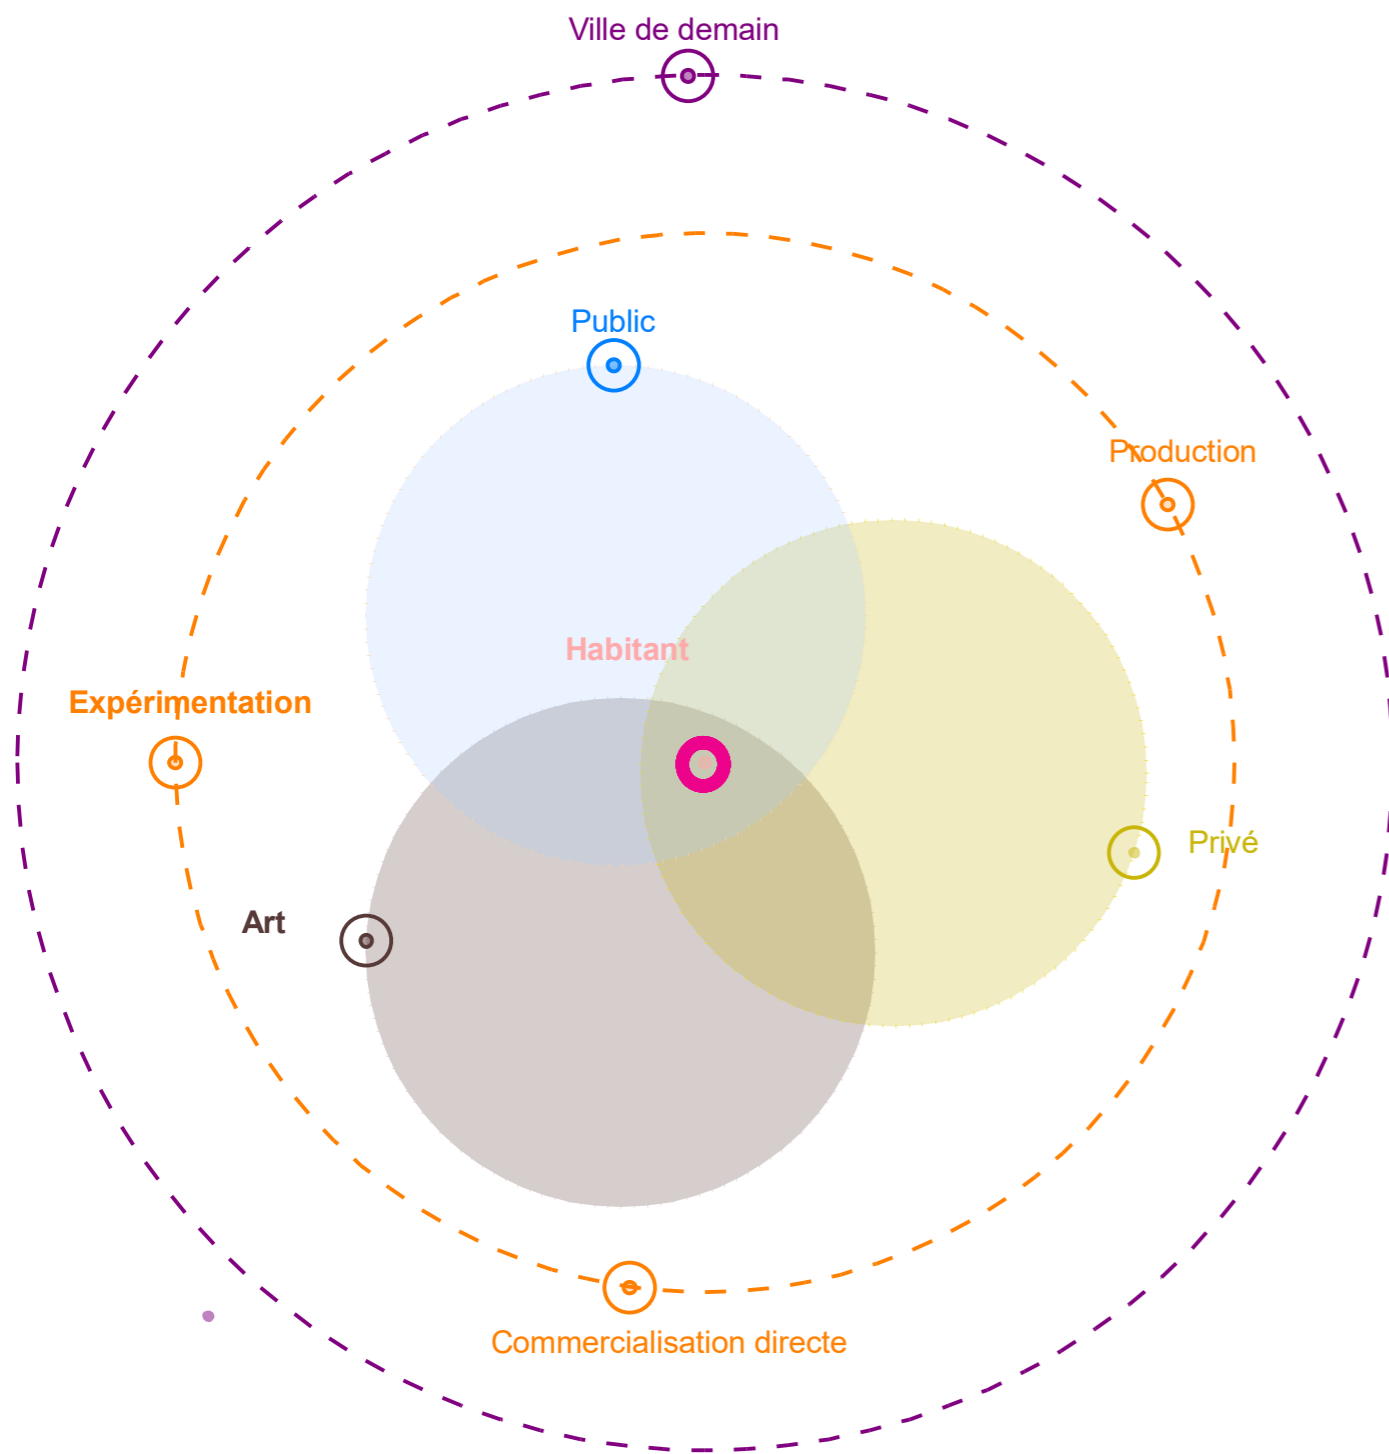 Ville de demain
Public
Production
Habitant
Expérimentation
Privé
Art
Commercialisation directe